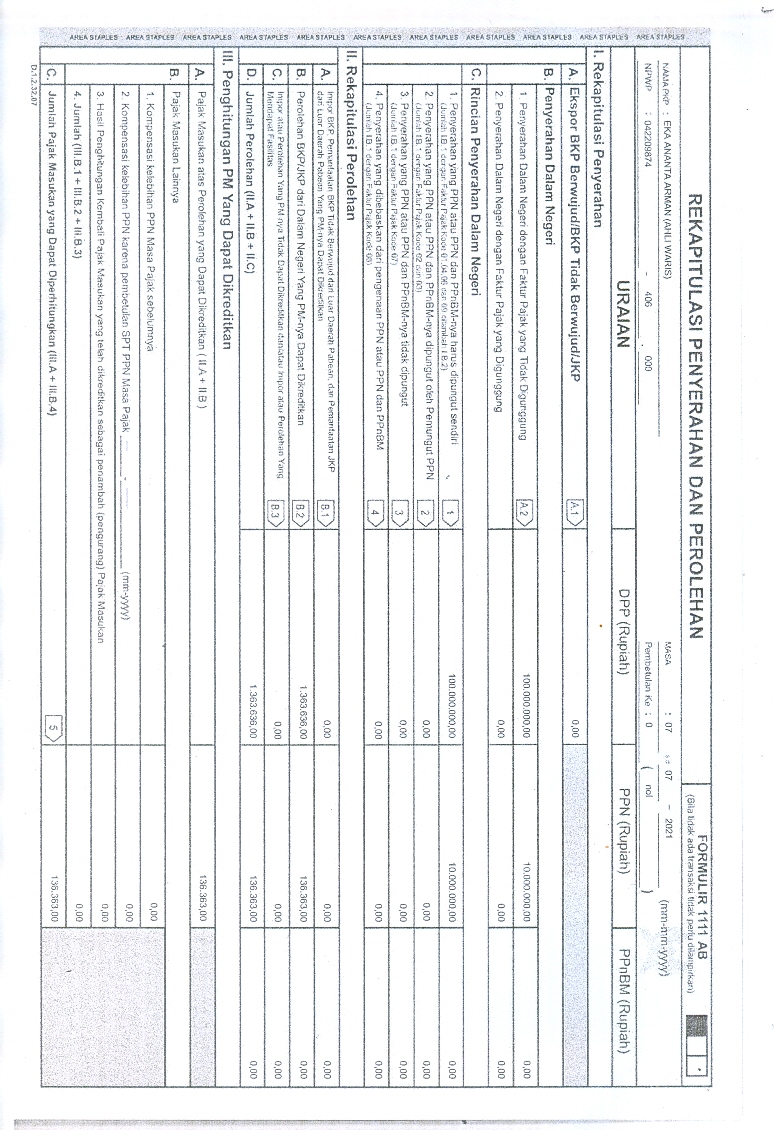 REKAPITULASI PENYERAHAN DAN PEROLEHAN
FORMULIR 1111 AB
(Bila tidak ada transaksi tidak perlu dilampirkan)
NAMA PKP : EKA ANANTA ARMAN (AHLI WARIS)
MASA : 07 s.d 07 - 2021 (mm-mm-yyyy)
NPWP : 042209874 - 406 . 000
Pembetulan Ke : 0 ( nol )
URAIAN DPP (Rupiah) PPN (Rupiah) PPnBM (Rupiah)
I. Rekapitulasi Penyerahan
A. Ekspor BKP Berwujud/BKP Tidak Berwujud/JKP A.1 0,00
B. Penyerahan Dalam Negeri
1. Penyerahan Dalam Negeri dengan Faktur Pajak yang Tidak Digunggung A.2 100.000.000,00 10.000.000,00 0,00
2. Penyerahan Dalam Negeri dengan Faktur Pajak yang Digunggung 0,00 0,00 0,00
C. Rincian Penyerahan Dalam Negeri
1. Penyerahan yang PPN atau PPN dan PPnBM-nya harus dipungut sendiri 1 100.000.000,00 10.000.000,00 0,00
(Jumlah I.B.1 dengan Faktur Pajak Kode 01,04,06 dan 09 ditambah I.B.2)
2. Penyerahan yang PPN atau PPN dan PPnBM-nya dipungut oleh Pemungut PPN 2 0,00 0,00 0,00
(Jumlah I.B.1 dengan Faktur Pajak Kode 02 dan 03)
3. Penyerahan yang PPN atau PPN dan PPnBM-nya tidak dipungut 3 0,00 0,00 0,00
(Jumlah I.B.1 dengan Faktur Pajak Kode 07)
4. Penyerahan yang dibebaskan dari pengenaan PPN atau PPN dan PPnBM 4 0,00 0,00 0,00
(Jumlah I.B.1 dengan Faktur Pajak Kode 08)
II. Rekapitulasi Perolehan
A. Impor BKP, Pemanfaatan BKP Tidak Berwujud dari Luar Daerah Pabean, dan Pemanfaatan JKP
dari Luar Daerah Pabean Yang PM-nya Dapat Dikreditkan B.1 0,00 0,00 0,00
B. Perolehan BKP/JKP dari Dalam Negeri Yang PM-nya Dapat Dikreditkan B.2 1.363.636,00 136.363,00 0,00
C. Impor atau Perolehan Yang PM-nya Tidak Dapat Dikreditkan dan/atau Impor atau Perolehan Yang
Mendapat Fasilitas B.3 0,00 0,00 0,00
D. Jumlah Perolehan (II.A + II.B + II.C) 1.363.636,00 136.363,00 0,00
III. Penghitungan PM Yang Dapat Dikreditkan
A. Pajak Masukan atas Perolehan yang Dapat Dikreditkan ( II.A + II.B ) 136.363,00
B. Pajak Masukan Lainnya
1. Kompensasi kelebihan PPN Masa Pajak sebelumnya 0,00
2. Kompensasi kelebihan PPN karena pembetulan SPT PPN Masa Pajak - (mm-yyyy) 0,00
3. Hasil Penghitungan Kembali Pajak Masukan yang telah dikreditkan sebagai penambah (pengurang) Pajak Masukan 0,00
4. Jumlah (III.B.1 + III.B.2 + III.B.3) 0,00
C. Jumlah Pajak Masukan yang Dapat Diperhitungkan (III.A + III.B.4) 5 136.363,00
D.1.2.32.07
AREA STAPLES AREA STAPLES AREA STAPLES AREA STAPLES AREA STAPLES AREA STAPLES AREA STAPLES AREA STAPLES AREA STAPLES AREA STAPLES AREA STAPLES